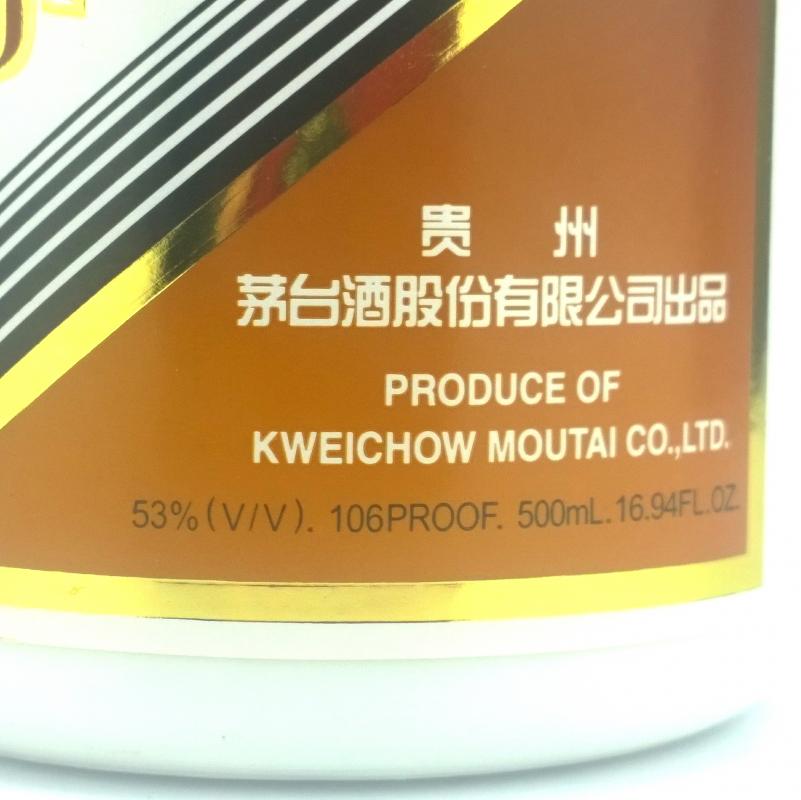 贵 州
茅台酒股份有限公司出品
PRODUCE OF
KWEICHOW MOUTAI CO.,LTD.
53%(V/V). 106PROOF. 500mL.16.94FL.OZ.